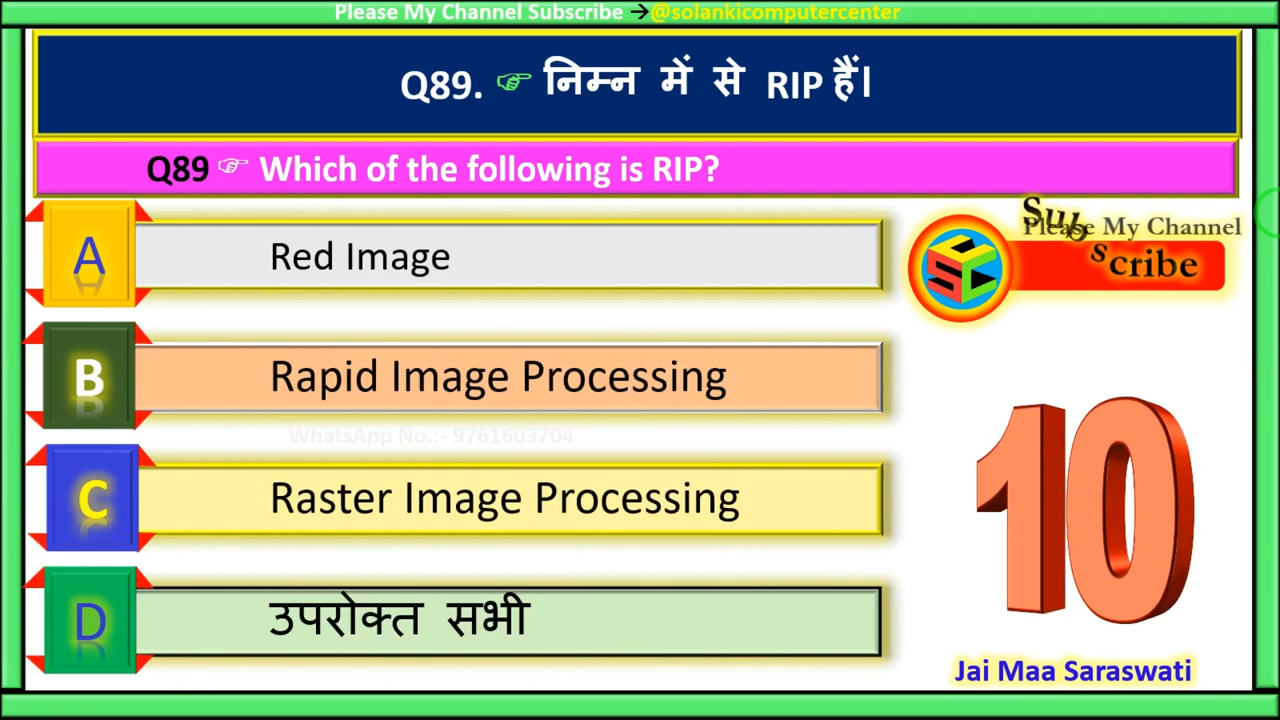 Please My Channel Subscribe →@solankicomputercenter
Q89. ☞ निम्न में से RIP हैं।
Q89 ☞ Which of the following is RIP?
A Red Image
Please My Channel
Subscribe
SCC
B Rapid Image Processing
WhatsApp No.:- 9761603704
C Raster Image Processing
10
D उपरोक्त सभी
Jai Maa Saraswati